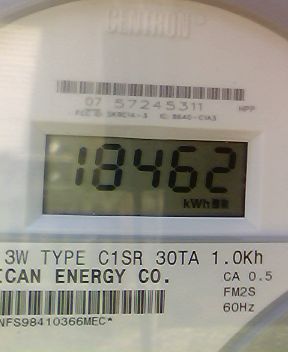 CENTRON
07 57245311 HPP
18462
kWh
3W TYPE C1SR 30TA 1.0Kh
ICAN ENERGY CO. CA 0.5
FM2S
NFS98410366MEC* 60Hz